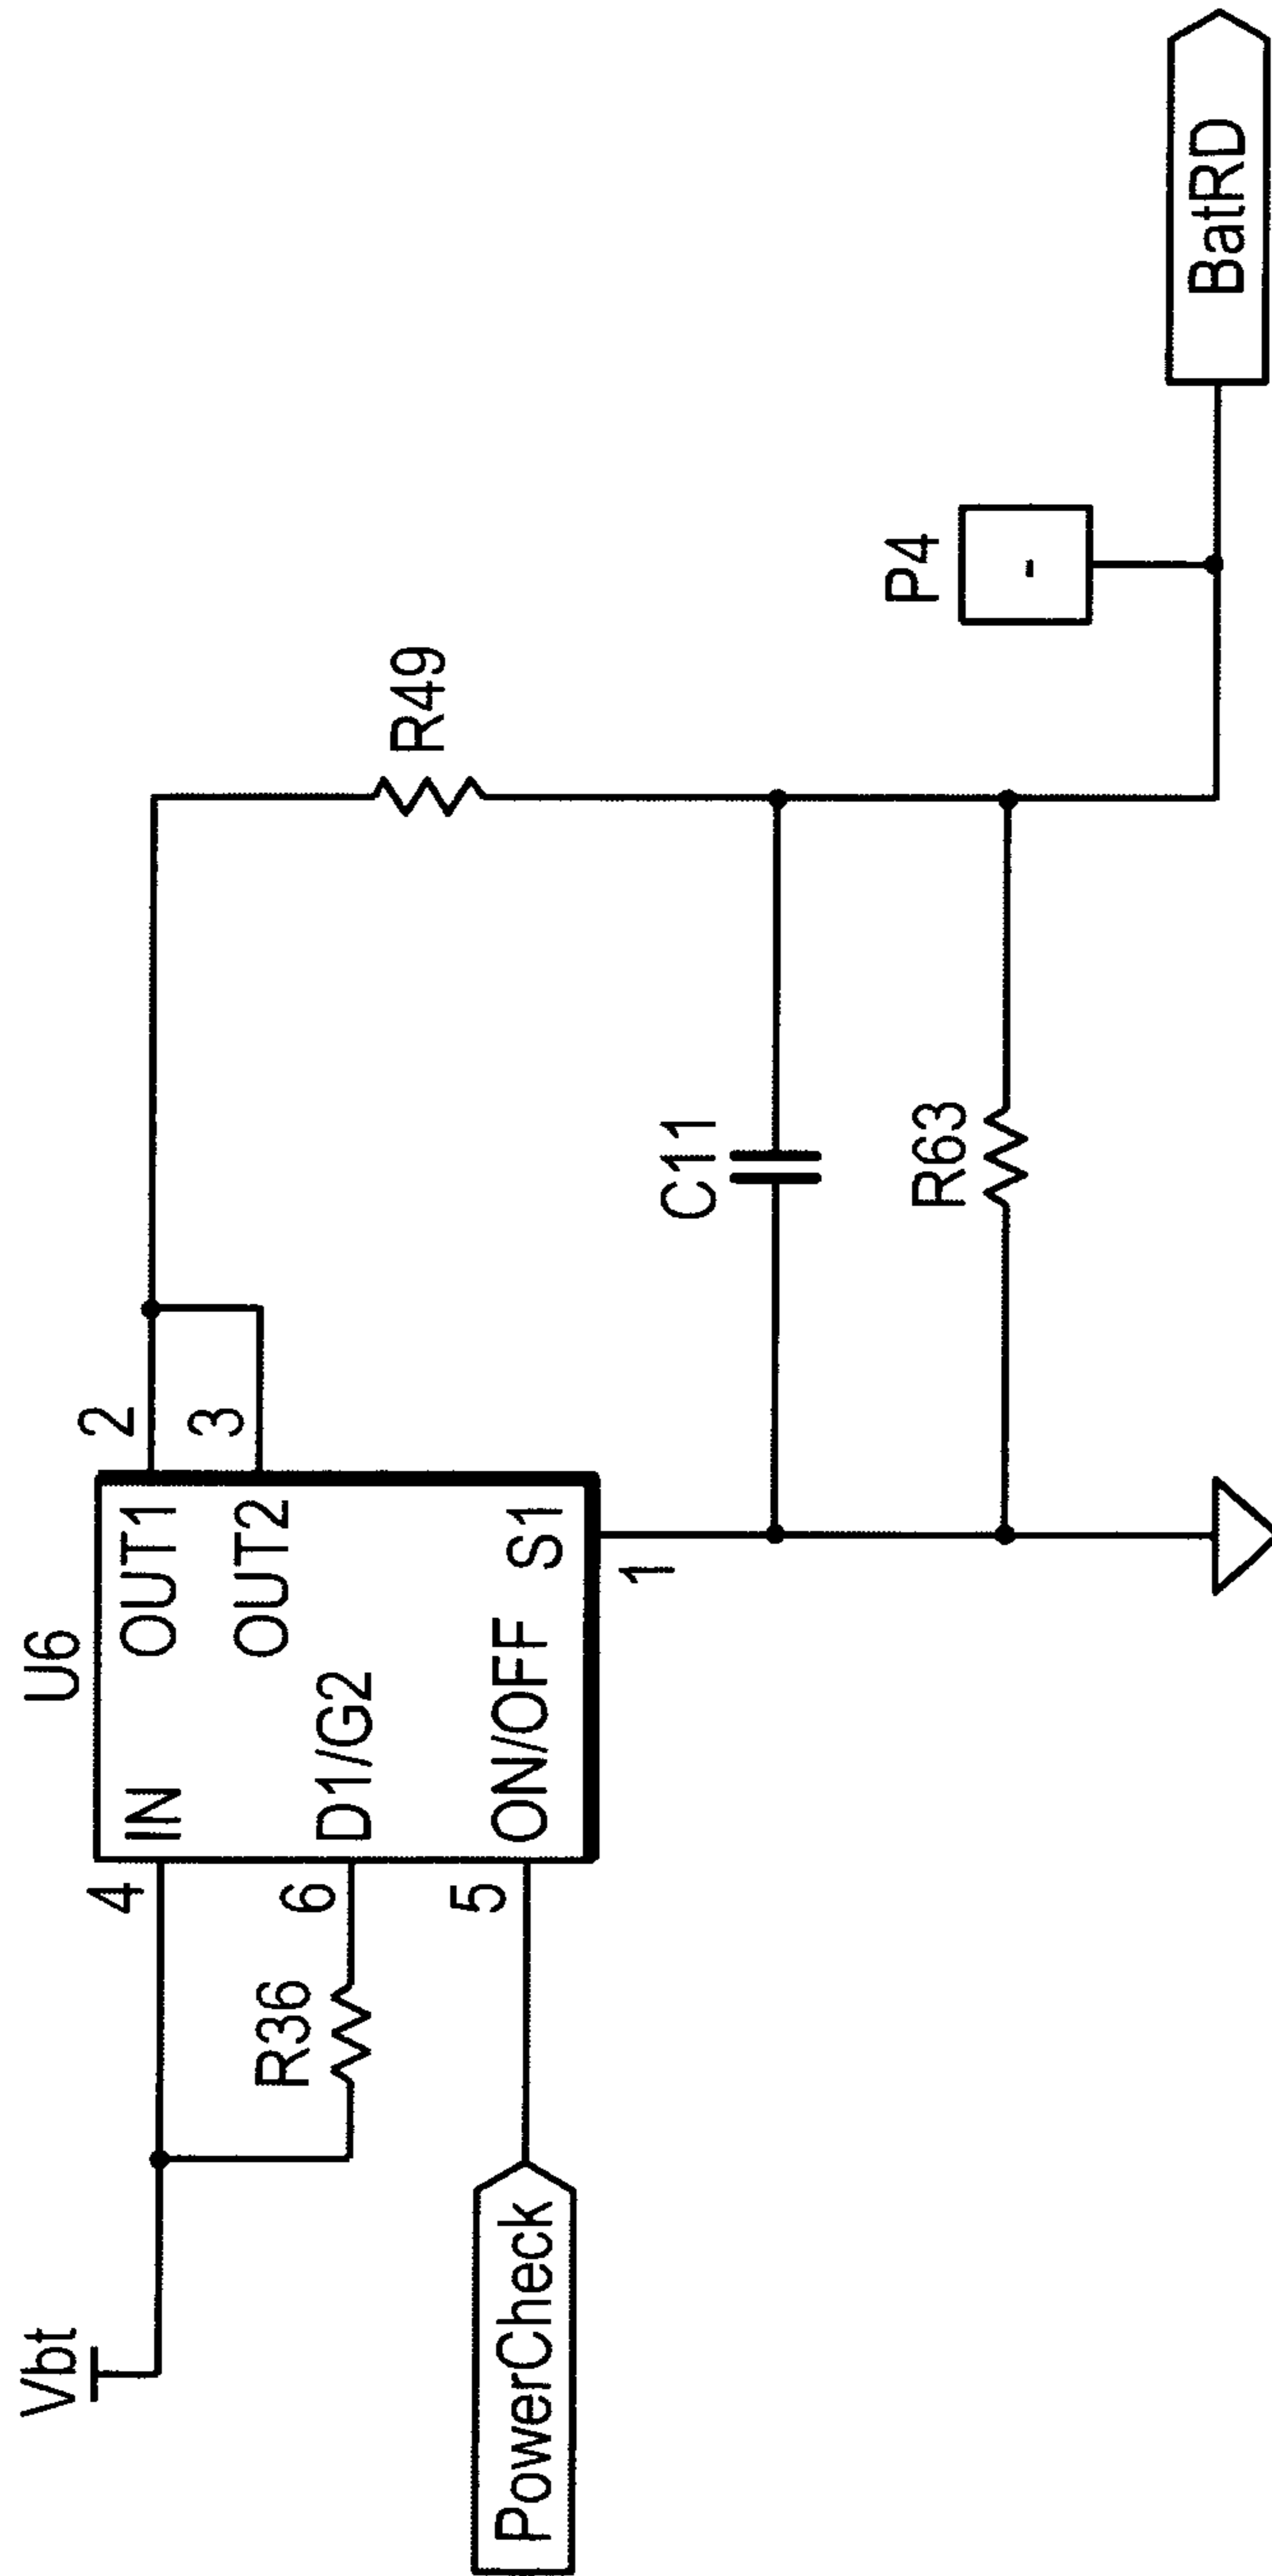 Vbt
U6
4
IN
OUT1
2
R36
6
D1/G2
OUT2
3
PowerCheck
5
ON/OFF
S1
1
R49
C11
R63
P4
-
BatRD